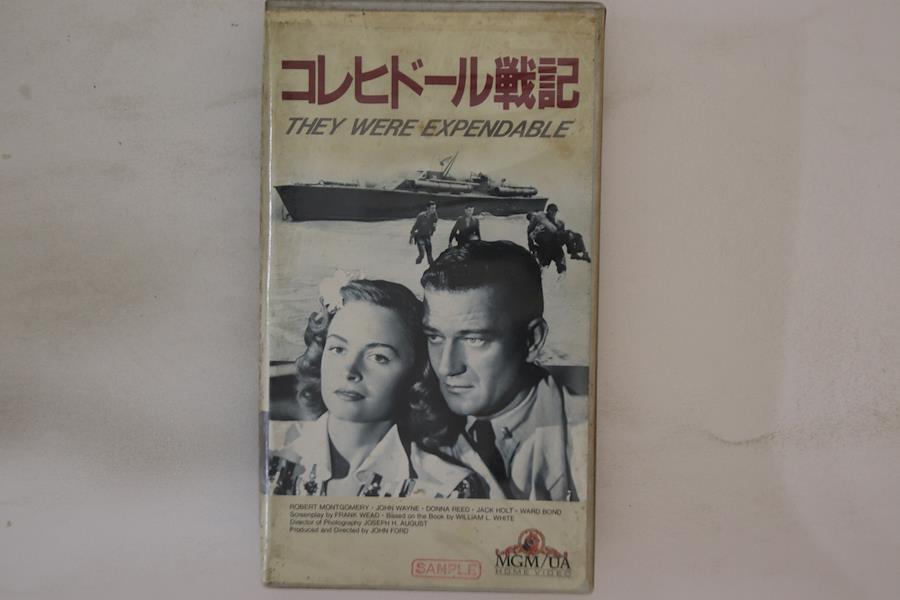 コレヒドール戦記
THEY WERE EXPENDABLE
ROBERT MONTGOMERY・JOHN WAYNE・DONNA REED・JACK HOLT・WARD BOND
Screenplay by FRANK WEAD・Based on the Book by WILLIAM L. WHITE
Director of Photography JOSEPH H. AUGUST
Produced and Directed by JOHN FORD
SAMPLE
MGM/UA
HOME VIDEO